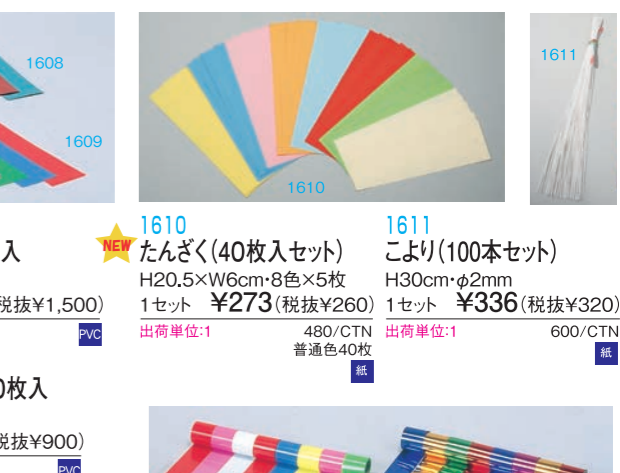 1608
1609
1610
1611
1610
NEW
たんざく(40枚入セット)
H20.5×W6cm・8色×5枚
1セット ¥273(税抜¥260)
出荷単位:1 480/CTN
普通色40枚
紙
1611
こより(100本セット)
H30cm・φ2mm
1セット ¥336(税抜¥320)
出荷単位:1 600/CTN
紙
入
税抜¥1,500)
PVC
0枚入
税抜¥900)
PVC